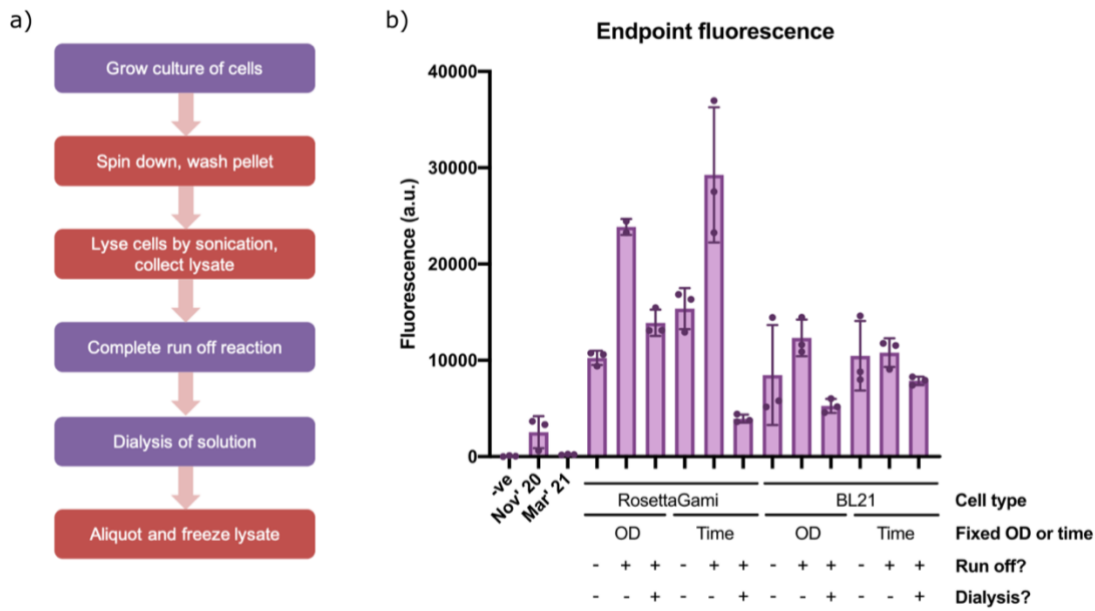 a)
Grow culture of cells
Spin down, wash pellet
Lyse cells by sonication,
collect lysate
Complete run off reaction
Dialysis of solution
Aliquot and freeze lysate
b)
Endpoint fluorescence
Fluorescence (a.u.)
40000
30000
20000
10000
0
-ve
Nov' 20
Mar' 21
RosettaGami BL21 Cell type
OD Time OD Time Fixed OD or time
- + + - + + - + + - + + Run off?
- - + - - + - - + - - + Dialysis?